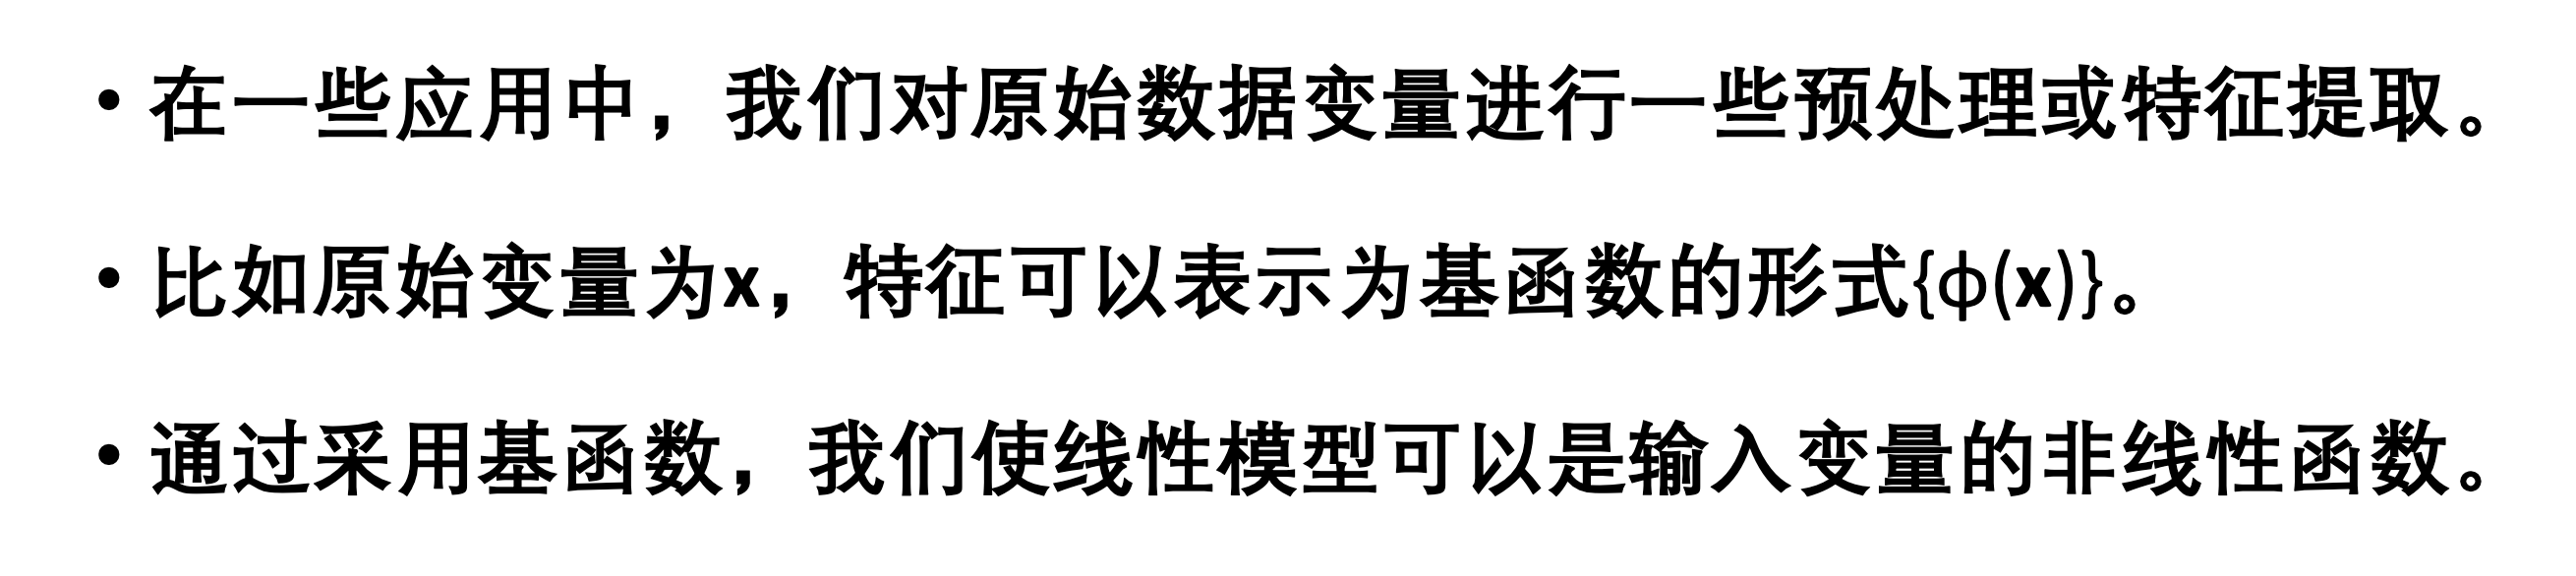 • 在一些应用中，我们对原始数据变量进行一些预处理或特征提取。
• 比如原始变量为x，特征可以表示为基函数的形式{ϕ(x)}。
• 通过采用基函数，我们使线性模型可以是输入变量的非线性函数。